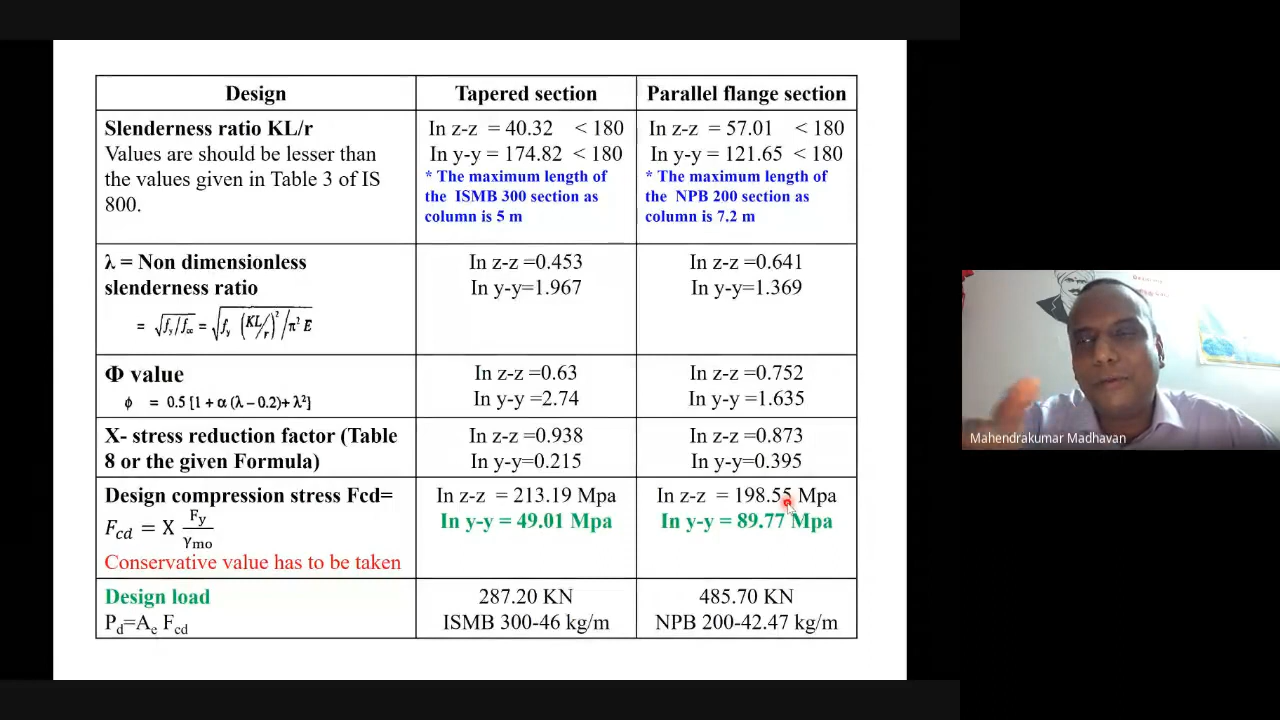 Design
Tapered section
Parallel flange section
Slenderness ratio KL/r
Values are should be lesser than
the values given in Table 3 of IS
800.
In z-z = 40.32 < 180
In y-y = 174.82 < 180
* The maximum length of
the ISMB 300 section as
column is 5 m
In z-z = 57.01 < 180
In y-y = 121.65 < 180
* The maximum length of
the NPB 200 section as
column is 7.2 m
λ = Non dimensionless
slenderness ratio
= √fy/fcc = √fy (KL/r)²/π² E
In z-z =0.453
In y-y=1.967
In z-z =0.641
In y-y=1.369
Φ value
ϕ = 0.5 [1 + α (λ – 0.2)+ λ²]
In z-z =0.63
In y-y =2.74
In z-z =0.752
In y-y =1.635
X- stress reduction factor (Table
8 or the given Formula)
In z-z =0.938
In y-y=0.215
In z-z =0.873
In y-y=0.395
Design compression stress Fcd=
F_cd = X F_y/γ_mo
Conservative value has to be taken
In z-z = 213.19 Mpa
In y-y = 49.01 Mpa
In z-z = 198.55 Mpa
In y-y = 89.77 Mpa
Design load
P_d=A_e F_cd
287.20 KN
ISMB 300-46 kg/m
485.70 KN
NPB 200-42.47 kg/m
Mahendrakumar Madhavan